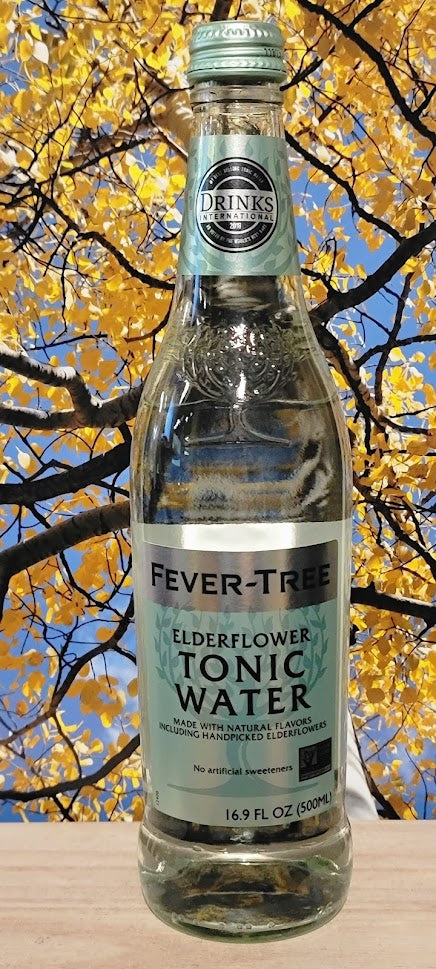 DRINKS
INTERNATIONAL
2019
FEVER-TREE
ELDERFLOWER
TONIC
WATER
MADE WITH NATURAL FLAVORS
INCLUDING HANDPICKED ELDERFLOWERS
No artificial sweeteners
16.9 FL OZ (500ML)